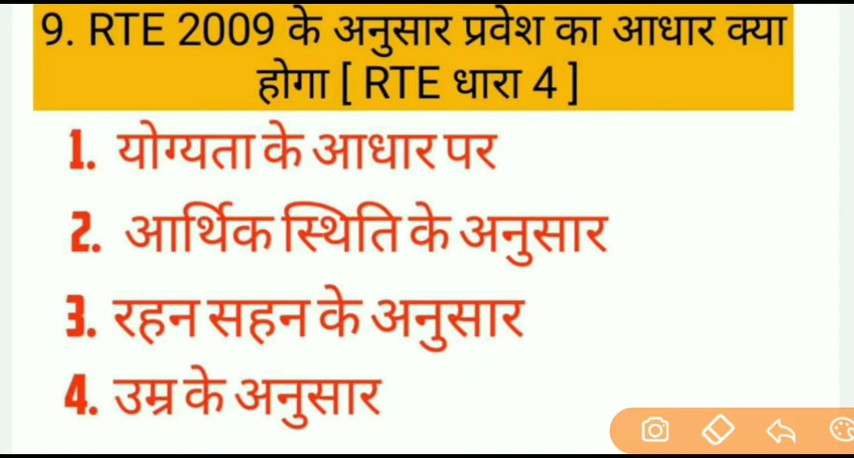 9. RTE 2009 के अनुसार प्रवेश का आधार क्या
होगा [ RTE धारा 4 ]
1. योग्यता के आधार पर
2. आर्थिक स्थिति के अनुसार
3. रहन सहन के अनुसार
4. उम्र के अनुसार